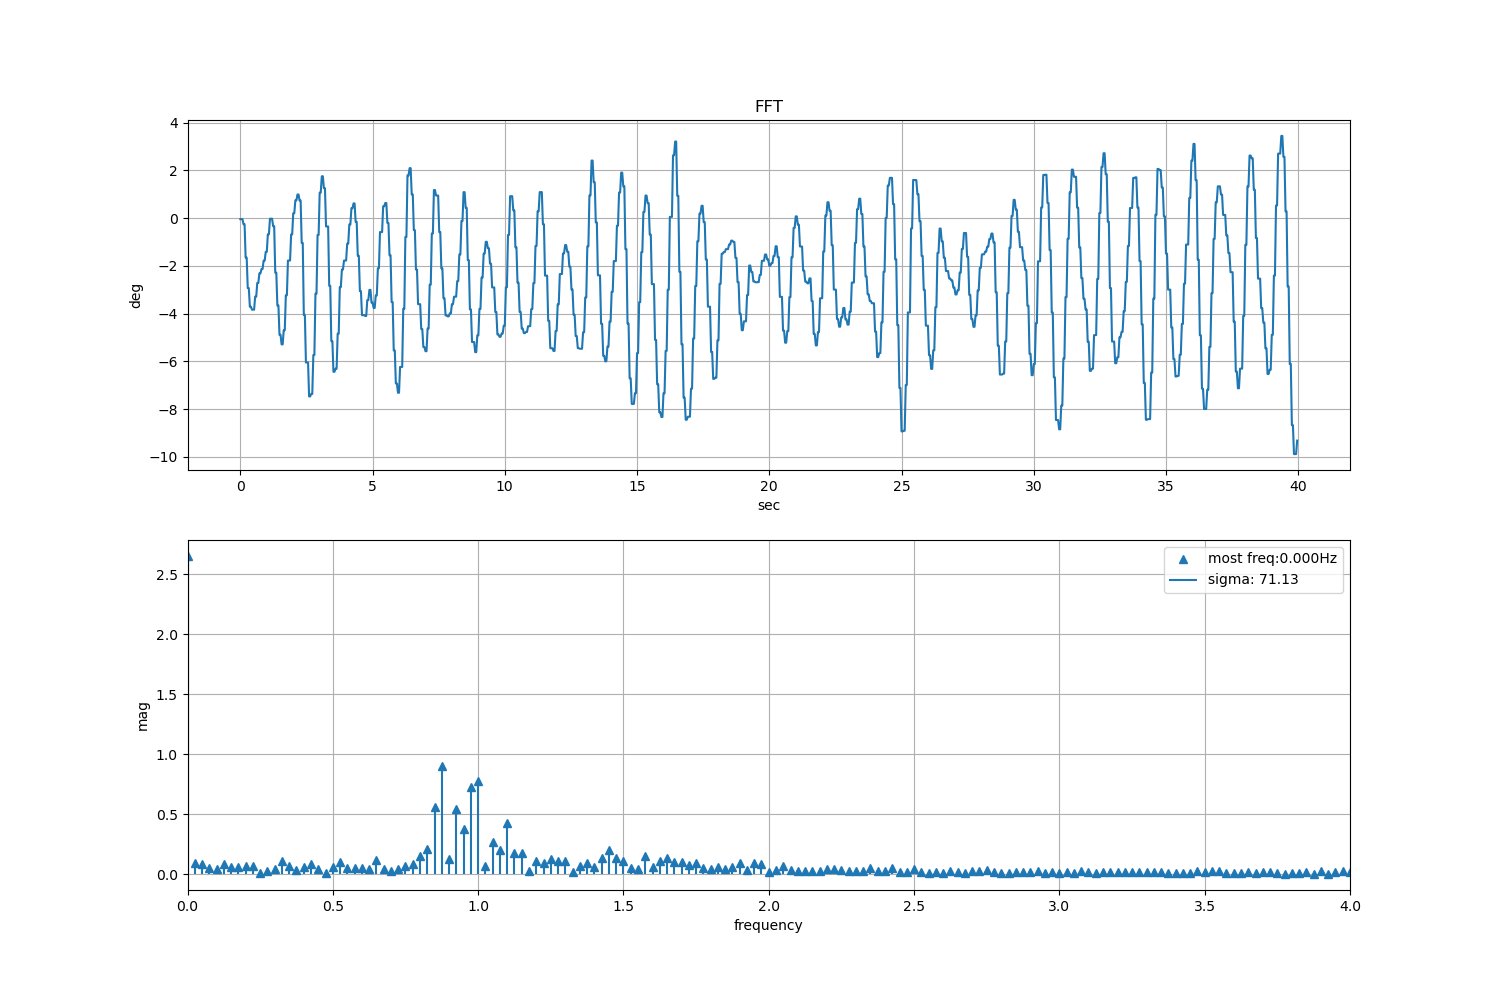 FFT
4
2
0
−2
−4
−6
−8
−10
deg
0 5 10 15 20 25 30 35 40
sec
most freq:0.000Hz
sigma: 71.13
2.5
2.0
1.5
1.0
0.5
0.0
mag
0.0 0.5 1.0 1.5 2.0 2.5 3.0 3.5 4.0
frequency